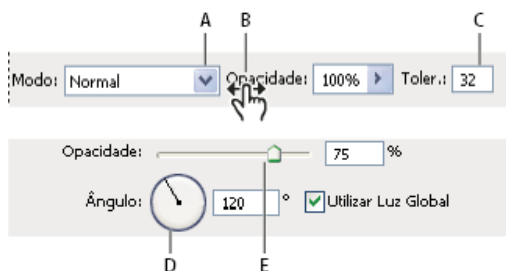 A B C
Modo: Normal Opacidade: 100% Toler.: 32
Opacidade: 75 %
Ângulo: 120 ° Utilizar Luz Global
D E